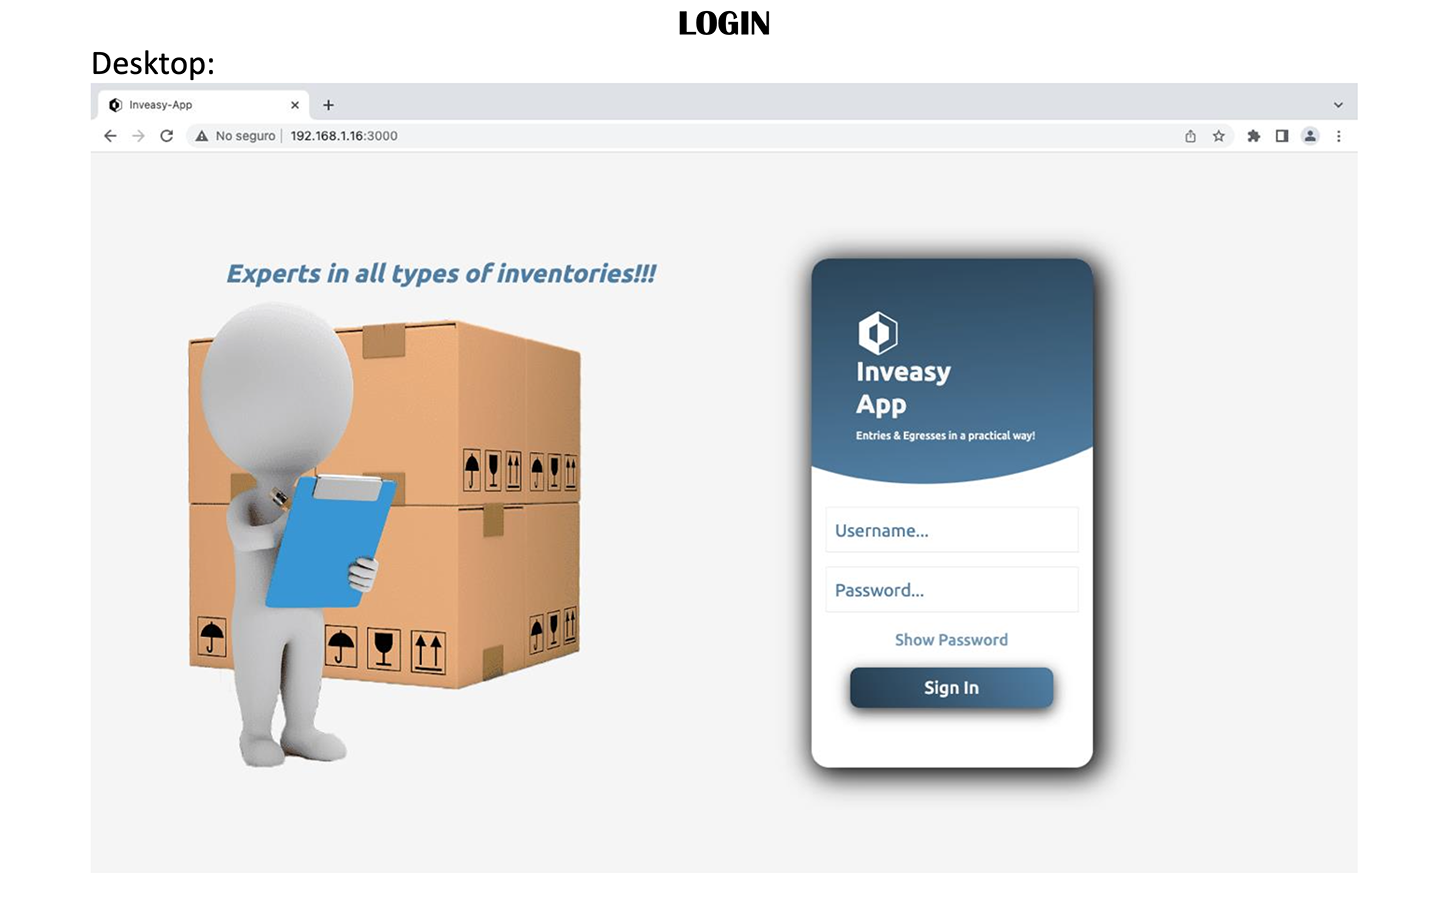 LOGIN
Desktop:
Inveasy-App
No seguro 192.168.1.16:3000
Experts in all types of inventories!!!
Inveasy
App
Entries & Egresses in a practical way!
Username...
Password...
Show Password
Sign In